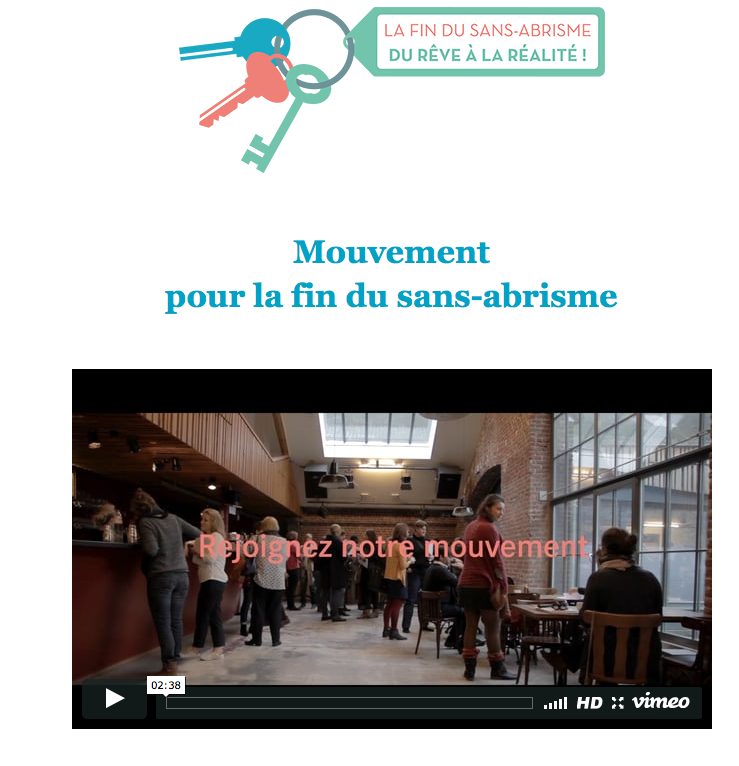 LA FIN DU SANS-ABRISME
DU RÊVE À LA RÉALITÉ !
Mouvement
pour la fin du sans-abrisme
Rejoignez notre mouvement
02:38
HD
vimeo